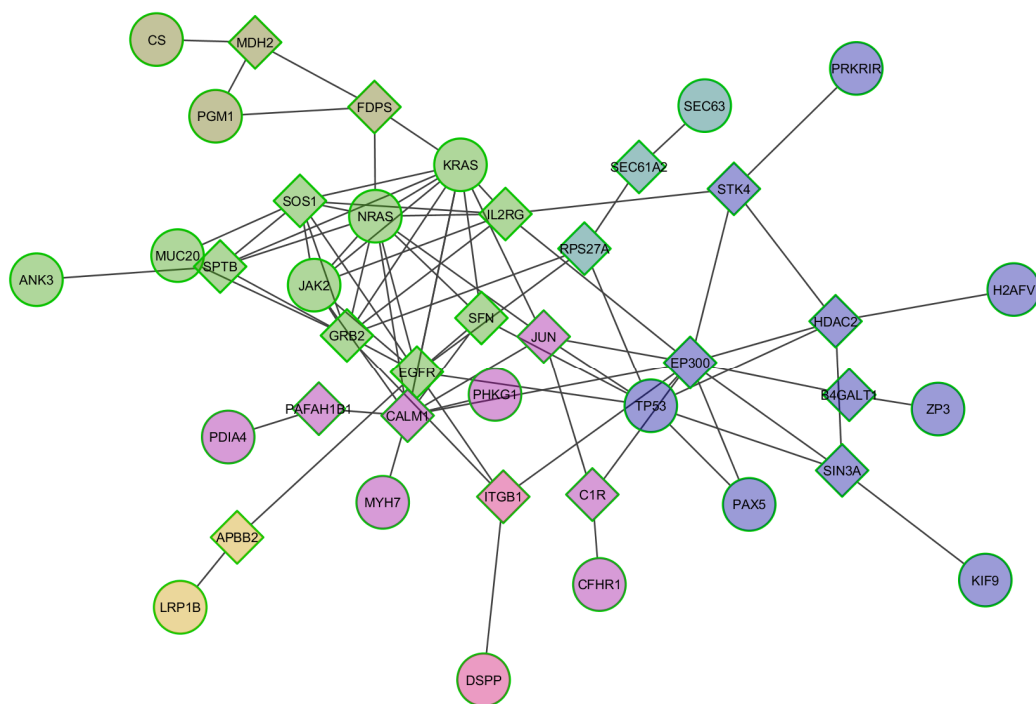 CS
MDH2
PRKRIR
PGM1
FDPS
SEC63
KRAS
SEC61A2
STK4
SOS1
NRAS
IL2RG
MUC20
SPTB
RPS27A
ANK3
JAK2
H2AFV
GRB2
SFN
JUN
HDAC2
EGFR
EP300
PHKG1
B4GALT1
ZP3
PAFAH1B1
CALM1
TP53
PDIA4
SIN3A
MYH7
ITGB1
C1R
PAX5
APBB2
CFHR1
KIF9
LRP1B
DSPP